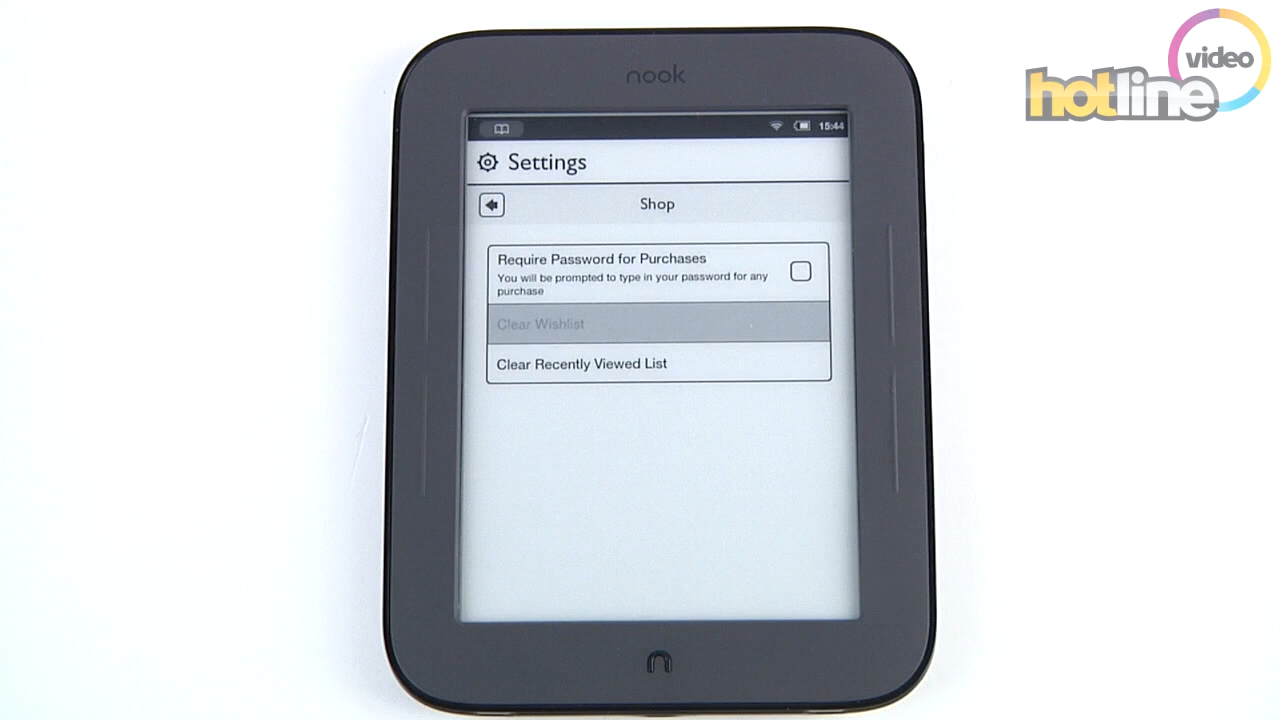 video
hotline
nook
15:44
Settings
Shop
Require Password for Purchases
You will be prompted to type in your password for any
purchase
Clear Wishlist
Clear Recently Viewed List
n